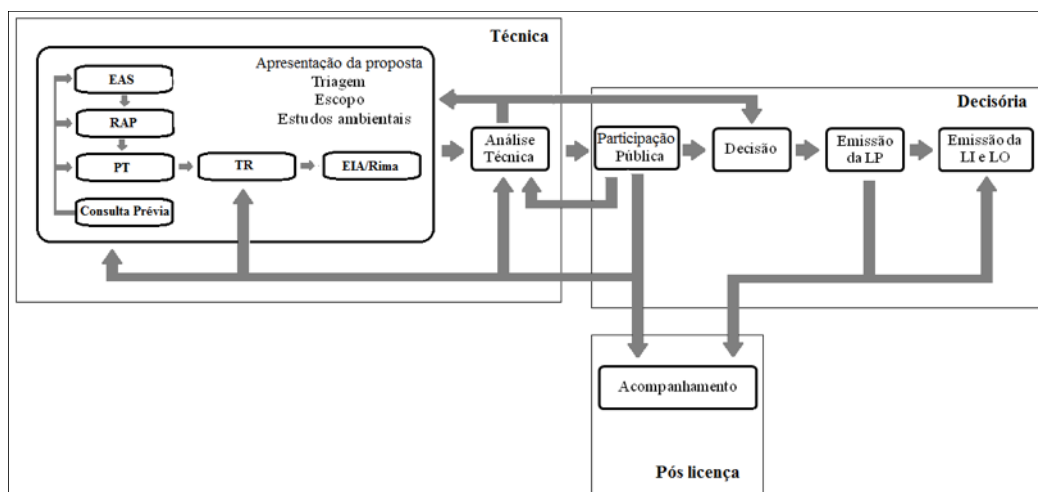 Técnica
Apresentação da proposta
Triagem
Escopo
Estudos ambientais
EAS
RAP
PT
TR
EIA/Rima
Consulta Prévia
Análise
Técnica
Decisória
Participação
Pública
Decisão
Emissão
da LP
Emissão da
LI e LO
Acompanhamento
Pós licença